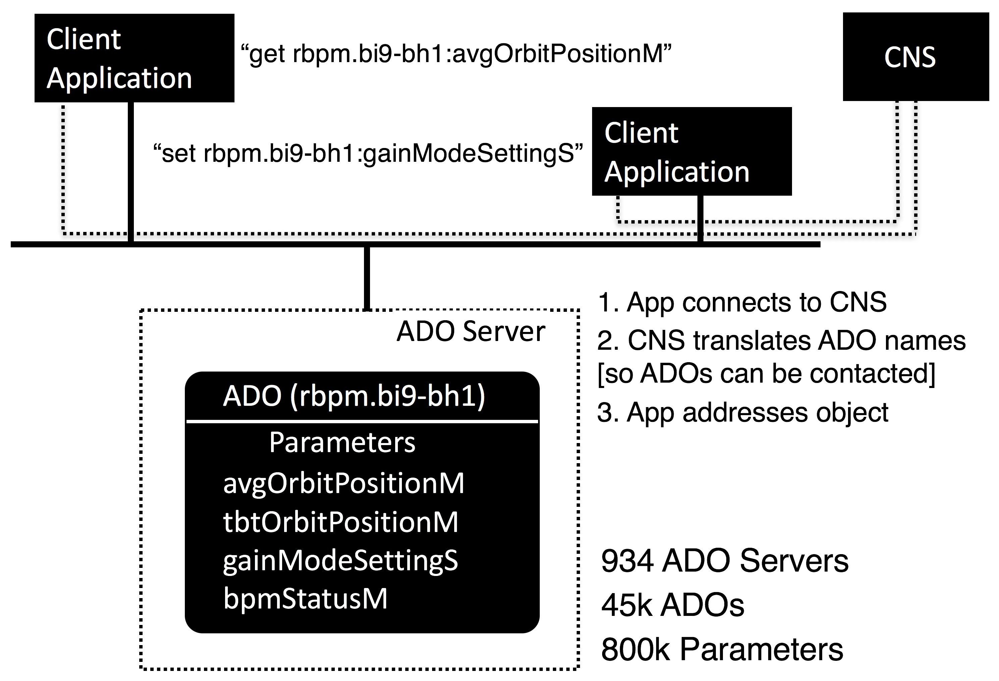 Client
Application
“get rbpm.bi9-bh1:avgOrbitPositionM”
CNS
“set rbpm.bi9-bh1:gainModeSettingS”
Client
Application
ADO Server
ADO (rbpm.bi9-bh1)
Parameters
avgOrbitPositionM
tbtOrbitPositionM
gainModeSettingS
bpmStatusM
1. App connects to CNS
2. CNS translates ADO names
[so ADOs can be contacted]
3. App addresses object
934 ADO Servers
45k ADOs
800k Parameters